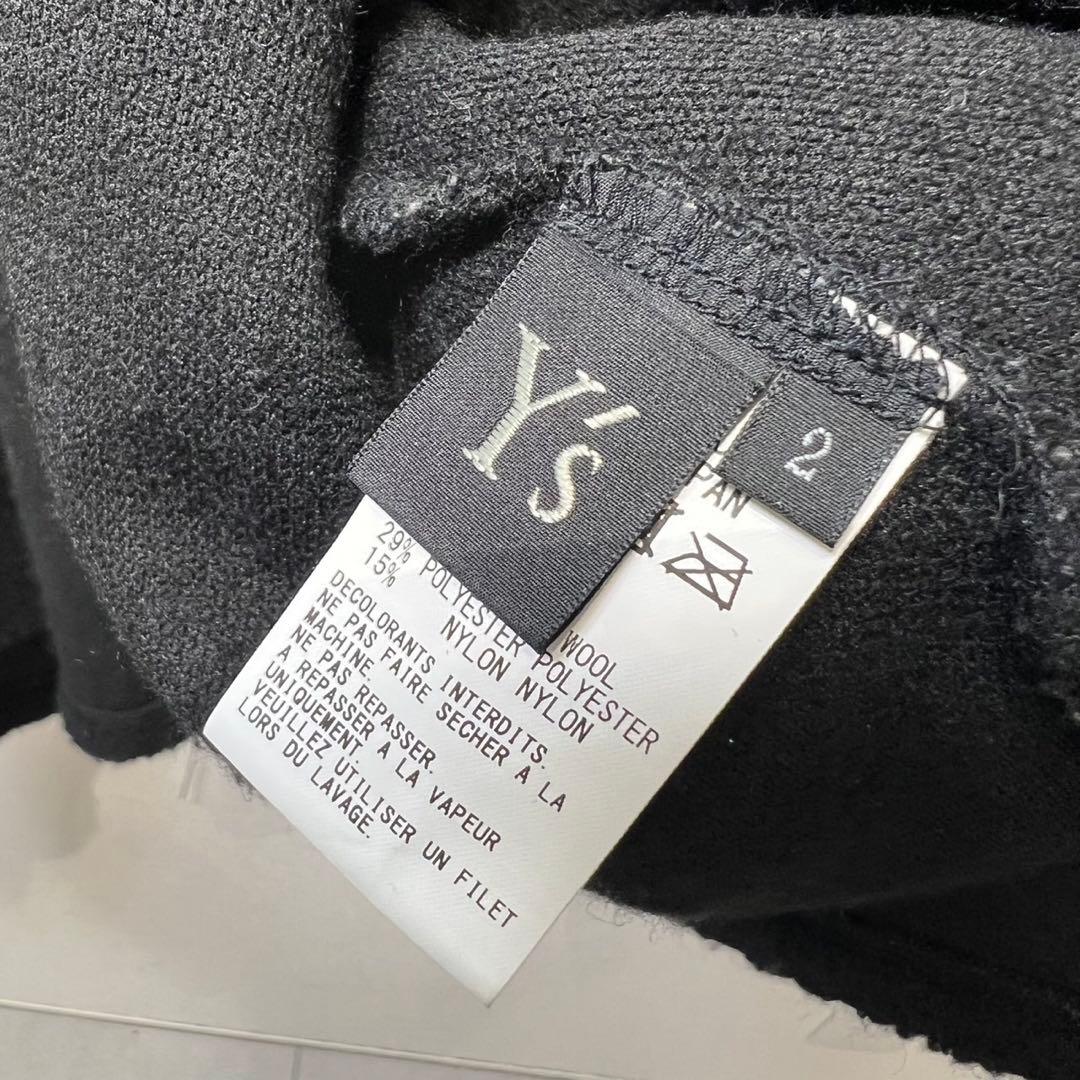 Y's
2
PAN
WOOL
29% POLYESTER POLYESTER
15% NYLON NYLON
DECOLORANTS INTERDITS.
NE PAS FAIRE SECHER A LA
MACHINE.
NE PAS REPASSER.
A REPASSER A LA VAPEUR
UNIQUEMENT.
VEUILLEZ UTILISER UN FILET
LORS DU LAVAGE.